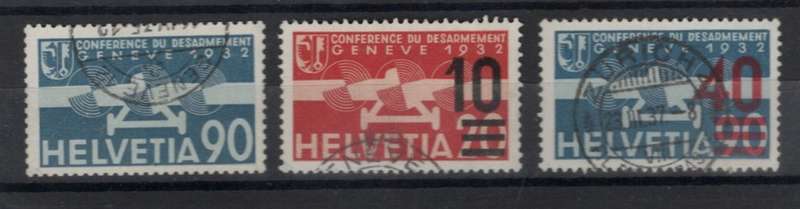 CONFERENCE DU DESARMEMENT
GENEVE 1932
HELVETIA 90
CONFERENCE DU DESARMEMENT
GENEVE 1932
10
HELVETIA 20
CONFERENCE DU DESARMEMENT
GENEVE 1932
ZÜRICH
40
HELVETIA 90